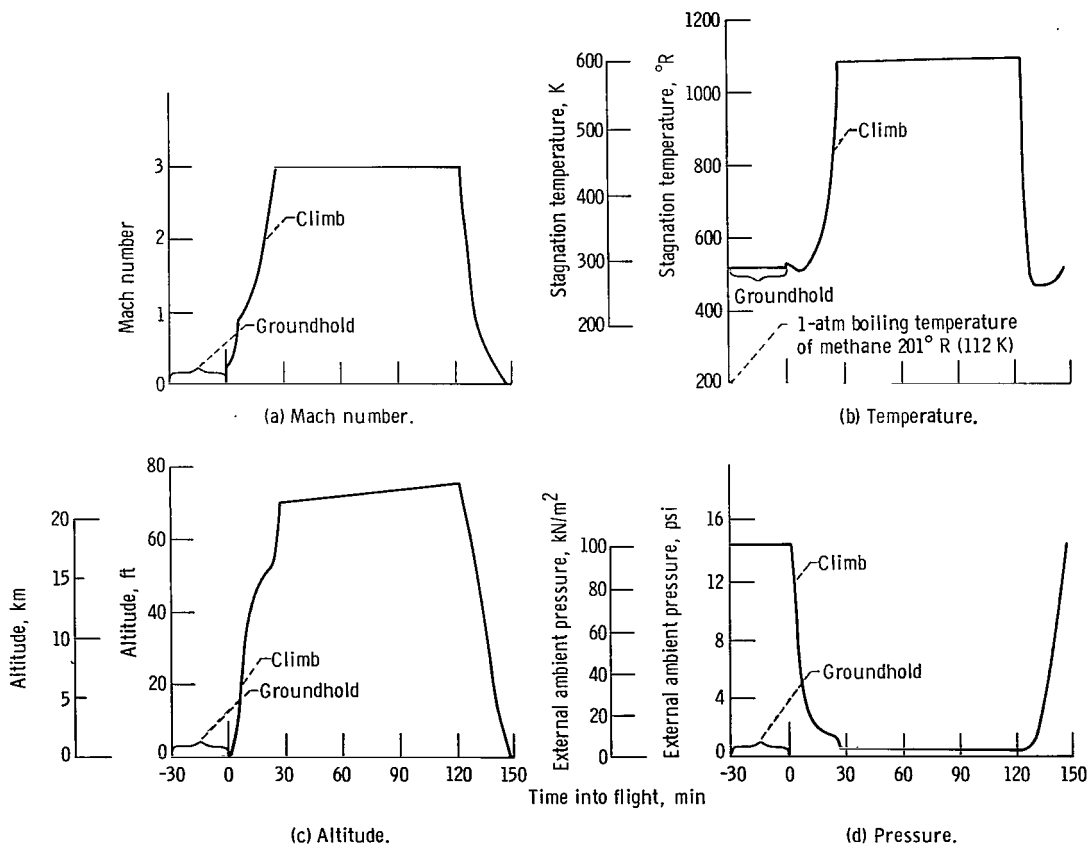 Mach number
3
2
1
0
Climb
Groundhold
(a) Mach number.
Stagnation temperature, K
600
500
400
300
200
Stagnation temperature, °R
1200
1000
800
600
400
200
Climb
Groundhold
1-atm boiling temperature
of methane 201° R (112 K)
(b) Temperature.
Altitude, km
20
15
10
5
0
Altitude, ft
80
60
40
20
0
Climb
Groundhold
-30 0 30 60 90 120 150
(c) Altitude.
External ambient pressure, kN/m²
100
80
60
40
20
0
External ambient pressure, psi
16
12
8
4
0
Climb
Groundhold
-30 0 30 60 90 120 150
Time into flight, min
(d) Pressure.